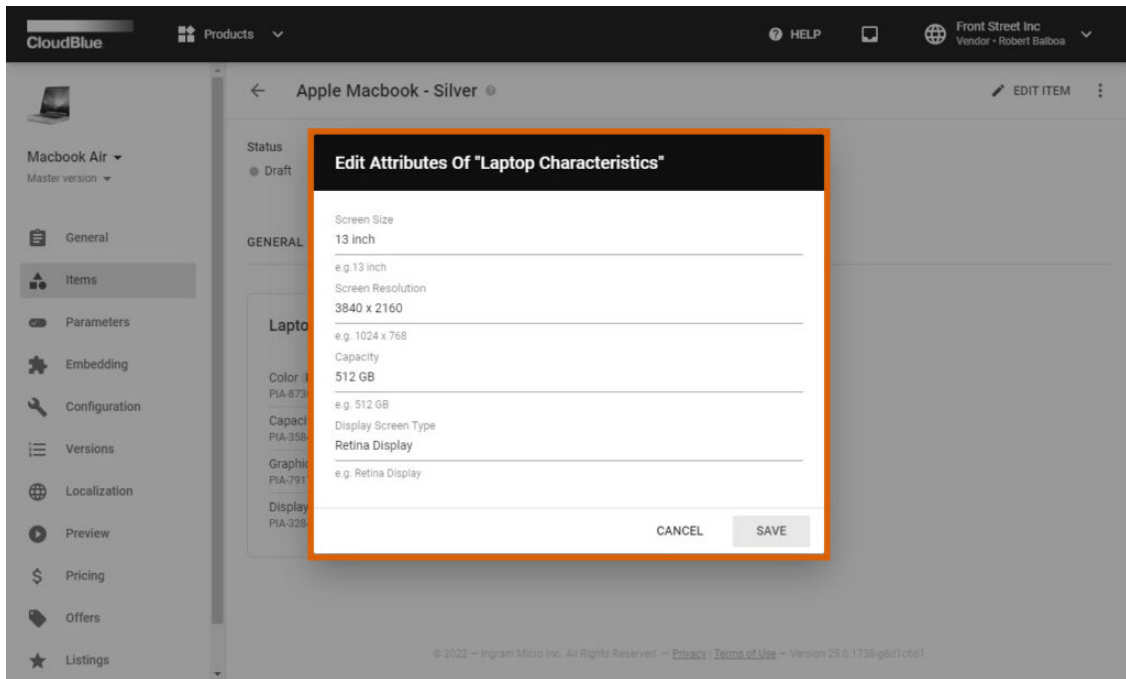 CloudBlue
Products
HELP
Front Street Inc
Vendor • Robert Balboa
Apple Macbook - Silver
EDIT ITEM
Macbook Air
Master version
General
Items
Parameters
Embedding
Configuration
Versions
Localization
Preview
Pricing
Offers
Listings
Status
Draft
GENERAL
Lapto
Color
PIA-873
Capaci
PIA-358
Graphic
PIA-791
Display
PIA-328
Edit Attributes Of "Laptop Characteristics"
Screen Size
13 inch
e.g.13 inch
Screen Resolution
3840 x 2160
e.g. 1024 x 768
Capacity
512 GB
e.g. 512 GB
Display Screen Type
Retina Display
e.g. Retina Display
CANCEL
SAVE
© 2022 – Ingram Micro Inc. All Rights Reserved. – Privacy | Terms of Use – Version 25.0.1738-g6d1c6d1